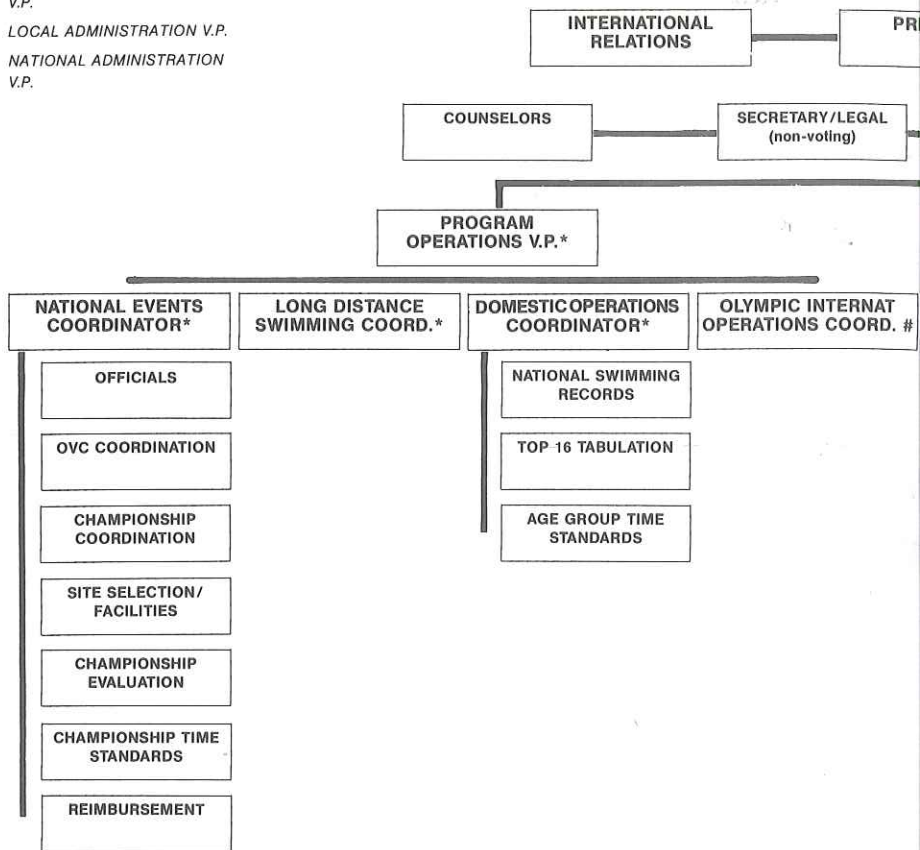 V.P.
LOCAL ADMINISTRATION V.P.
NATIONAL ADMINISTRATION
V.P.
INTERNATIONAL
RELATIONS
PR
COUNSELORS
SECRETARY/LEGAL
(non-voting)
PROGRAM
OPERATIONS V.P.*
NATIONAL EVENTS
COORDINATOR*
LONG DISTANCE
SWIMMING COORD.*
DOMESTIC OPERATIONS
COORDINATOR*
OLYMPIC INTERNAT
OPERATIONS COORD. #
OFFICIALS
OVC COORDINATION
CHAMPIONSHIP
COORDINATION
SITE SELECTION/
FACILITIES
CHAMPIONSHIP
EVALUATION
CHAMPIONSHIP TIME
STANDARDS
REIMBURSEMENT
NATIONAL SWIMMING
RECORDS
TOP 16 TABULATION
AGE GROUP TIME
STANDARDS